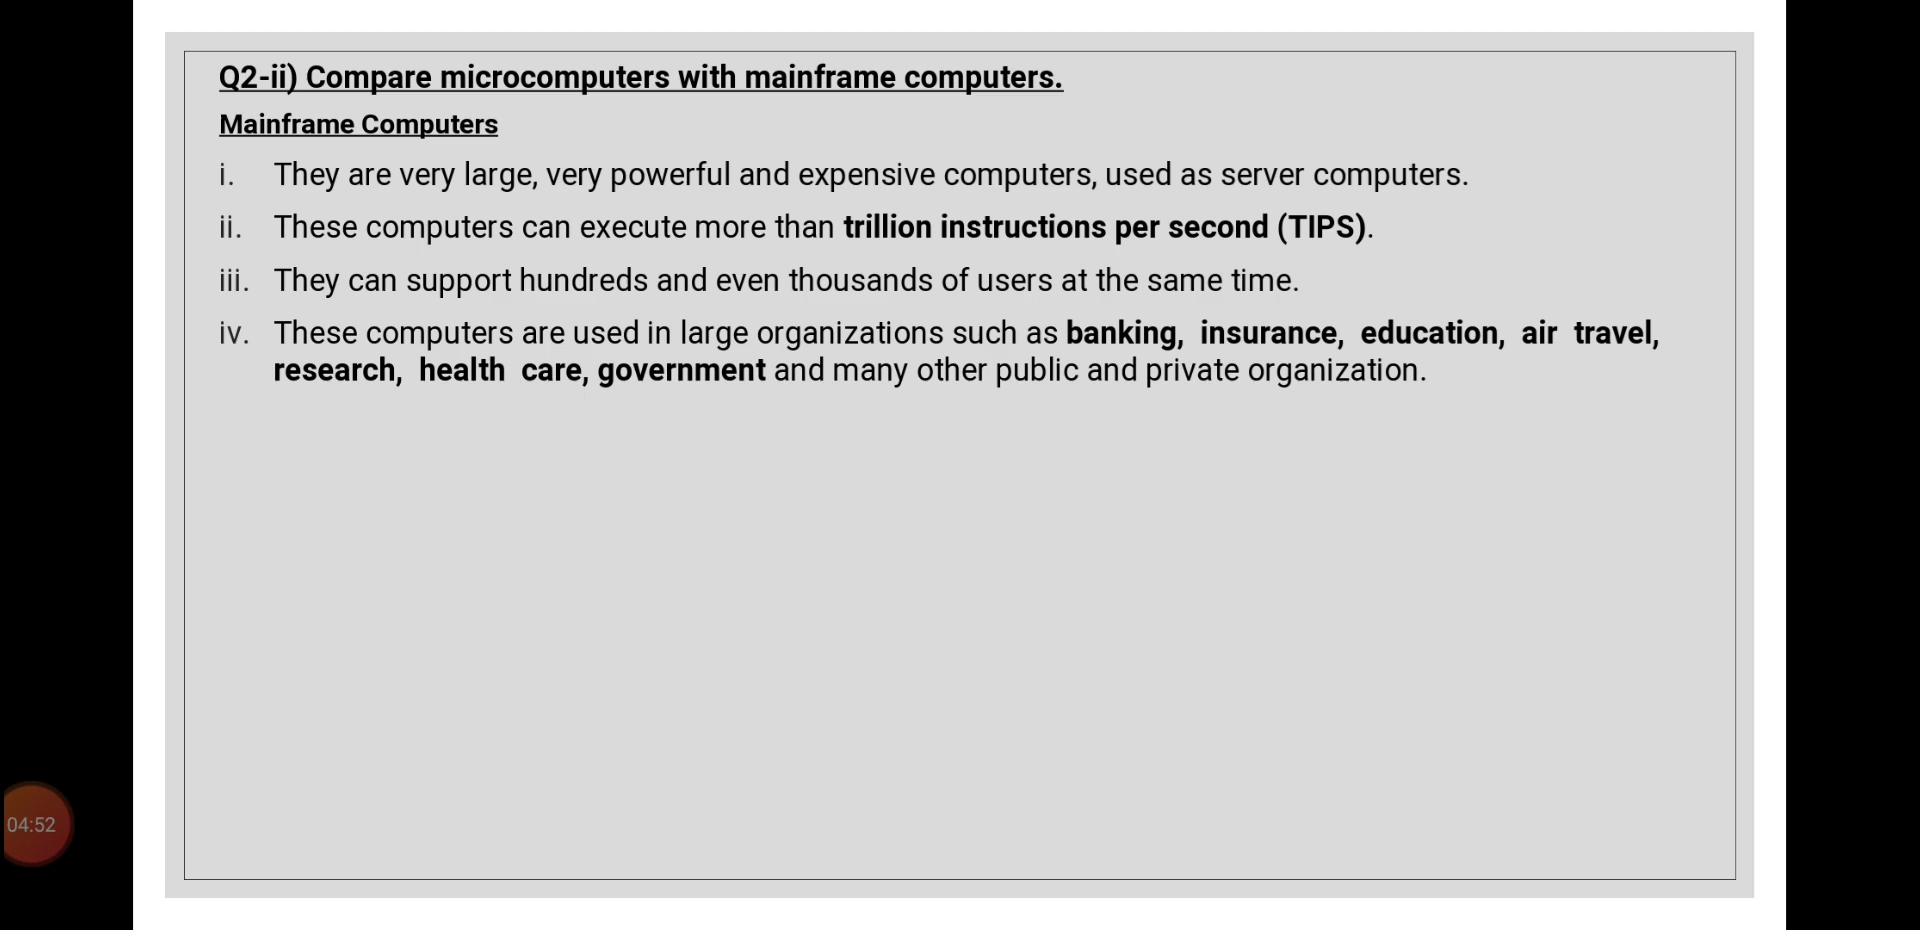 Q2-ii) Compare microcomputers with mainframe computers.
Mainframe Computers
i. They are very large, very powerful and expensive computers, used as server computers.
ii. These computers can execute more than trillion instructions per second (TIPS).
iii. They can support hundreds and even thousands of users at the same time.
iv. These computers are used in large organizations such as banking, insurance, education, air travel,
research, health care, government and many other public and private organization.
04:52